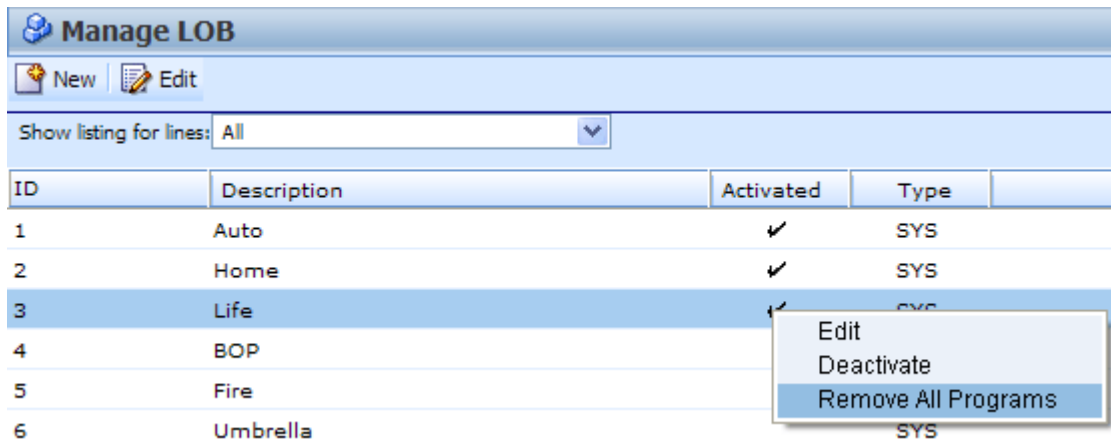 Manage LOB
New Edit
Show listing for lines: All
ID Description Activated Type
1 Auto SYS
2 Home SYS
3 Life SYS
4 BOP
5 Fire
6 Umbrella SYS
Edit
Deactivate
Remove All Programs